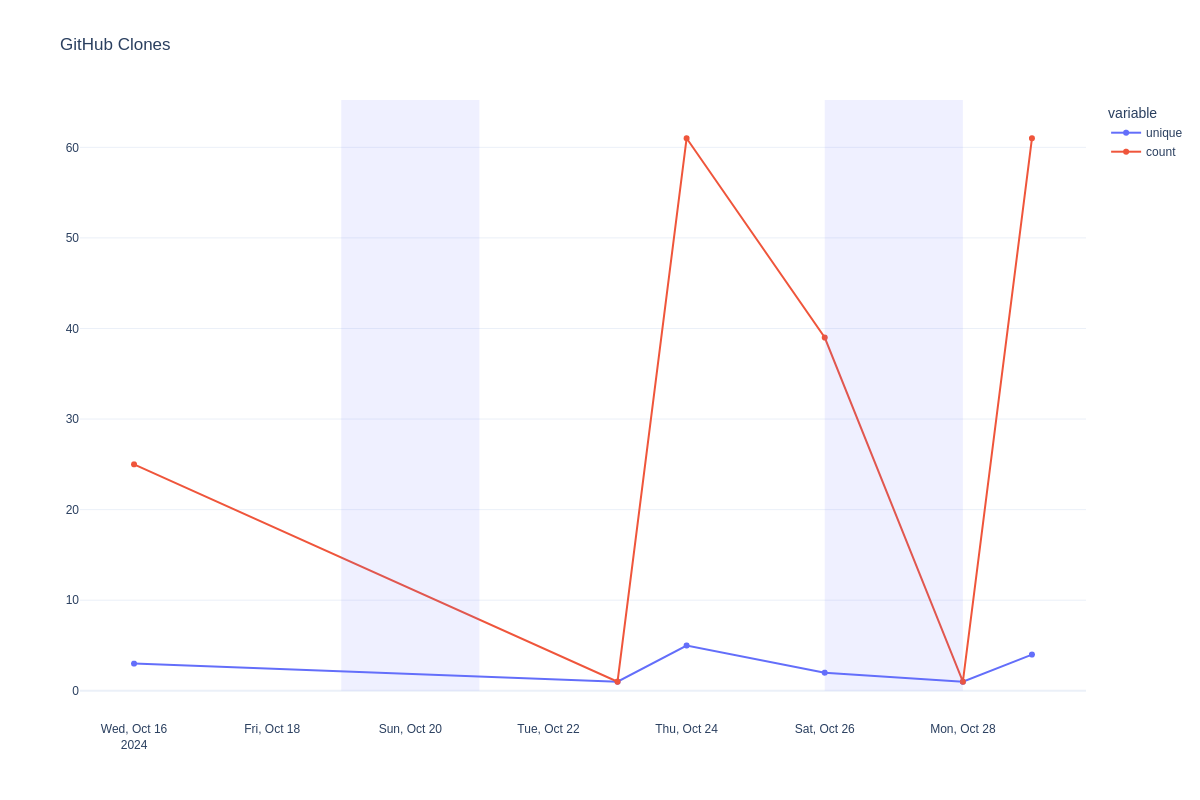 GitHub Clones
variable
unique
count
60
50
40
30
20
10
0
Wed, Oct 16
2024
Fri, Oct 18
Sun, Oct 20
Tue, Oct 22
Thu, Oct 24
Sat, Oct 26
Mon, Oct 28